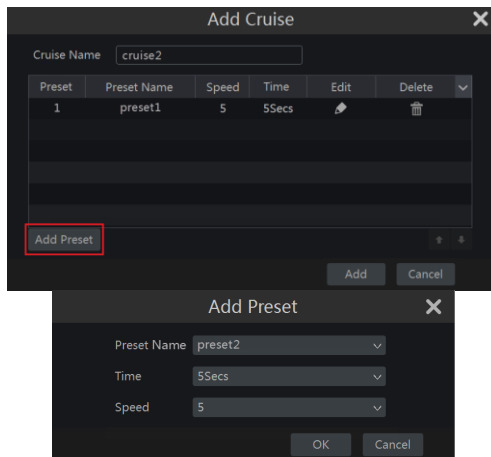 Add Cruise
Cruise Name cruise2
Preset Preset Name Speed Time Edit Delete
1 preset1 5 5Secs
Add Preset
Add Cancel
Add Preset
Preset Name preset2
Time 5Secs
Speed 5
OK Cancel